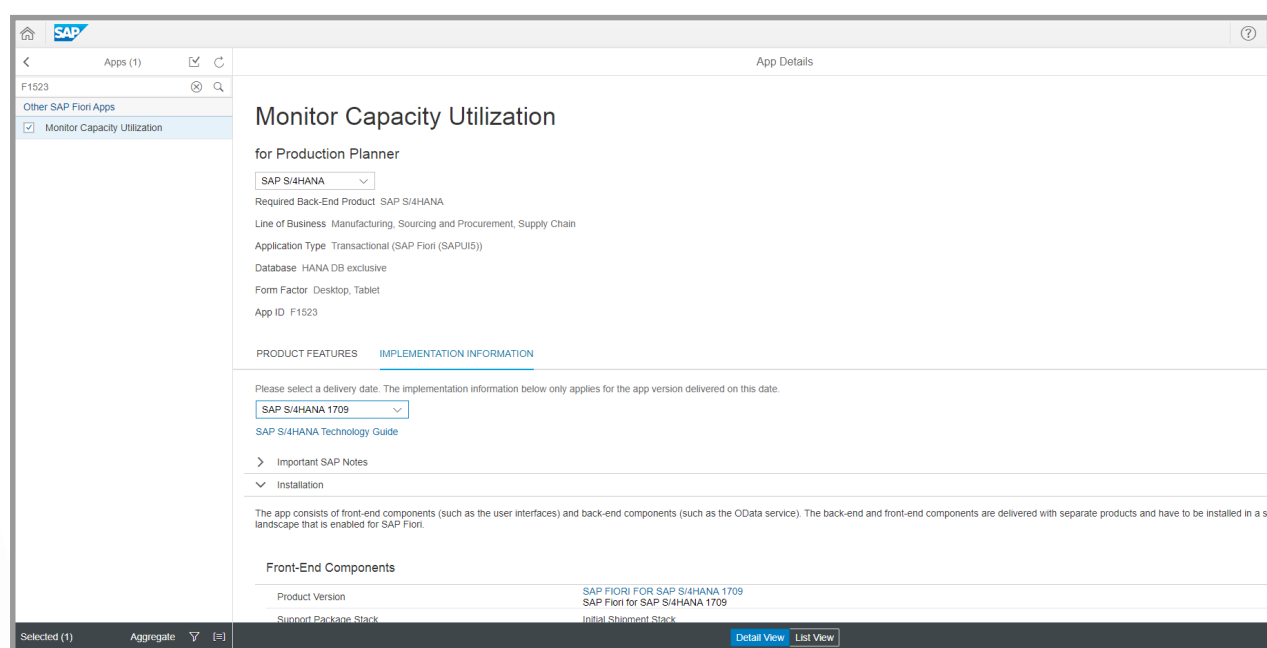 SAP
Apps (1)
App Details
F1523
Other SAP Fiori Apps
Monitor Capacity Utilization
Monitor Capacity Utilization
for Production Planner
SAP S/4HANA
Required Back-End Product SAP S/4HANA
Line of Business Manufacturing, Sourcing and Procurement, Supply Chain
Application Type Transactional (SAP Fiori (SAPUI5))
Database HANA DB exclusive
Form Factor Desktop, Tablet
App ID F1523
PRODUCT FEATURES IMPLEMENTATION INFORMATION
Please select a delivery date. The implementation information below only applies for the app version delivered on this date.
SAP S/4HANA 1709
SAP S/4HANA Technology Guide
Important SAP Notes
Installation
The app consists of front-end components (such as the user interfaces) and back-end components (such as the OData service). The back-end and front-end components are delivered with separate products and have to be installed in a s
landscape that is enabled for SAP Fiori.
Front-End Components
Product Version
SAP FIORI FOR SAP S/4HANA 1709
SAP Fiori for SAP S/4HANA 1709
Support Package Stack Initial Shipment Stack
Selected (1) Aggregate
Detail View List View